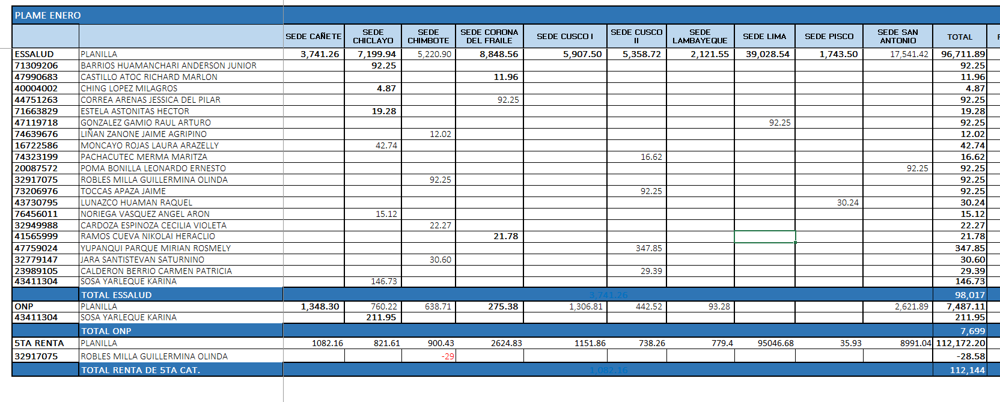 PLAME ENERO
SEDE CAÑETE SEDE CHICLAYO SEDE CHIMBOTE SEDE CORONA DEL FRAILE SEDE CUSCO I SEDE CUSCO II SEDE LAMBAYEQUE SEDE LIMA SEDE PISCO SEDE SAN ANTONIO TOTAL
ESSALUD PLANILLA 3,741.26 7,199.94 5,220.90 8,848.56 5,907.50 5,358.72 2,121.55 39,028.54 1,743.50 17,541.42 96,711.89
71309206 BARRIOS HUAMANCHARI ANDERSON JUNIOR 92.25 92.25
47990683 CASTILLO ATOC RICHARD MARLON 11.96 11.96
40004002 CHING LOPEZ MILAGROS 4.87 4.87
44751263 CORREA ARENAS JESSICA DEL PILAR 92.25 92.25
71663829 ESTELA ASTONITAS HECTOR 19.28 19.28
47119718 GONZALEZ GAMIO RAUL ARTURO 92.25 92.25
74639676 LIÑAN ZANONE JAIME AGRIPINO 12.02 12.02
16722586 MONCAYO ROJAS LAURA ARAZELLY 42.74 42.74
74323199 PACHACUTEC MERMA MARITZA 16.62 16.62
20087572 POMA BONILLA LEONARDO ERNESTO 92.25 92.25
32917075 ROBLES MILLA GUILLERMINA OLINDA 92.25 92.25
73206976 TOCCAS APAZA JAIME 92.25 92.25
43730795 LUNAZCO HUAMAN RAQUEL 30.24 30.24
76456011 NORIEGA VASQUEZ ANGEL ARON 15.12 15.12
32949988 CARDOZA ESPINOZA CECILIA VIOLETA 22.27 22.27
41565999 RAMOS CUEVA NIKOLAI HERACLIO 21.78 21.78
47759024 YUPANQUI PARQUE MIRIAN ROSMELY 347.85 347.85
32779147 JARA SANTISTEVAN SATURNINO 30.60 30.60
23989105 CALDERON BERRIO CARMEN PATRICIA 29.39 29.39
43411304 SOSA YARLEQUE KARINA 146.73 146.73
TOTAL ESSALUD 3,741.26 98,017
ONP PLANILLA 1,348.30 760.22 638.71 275.38 1,306.81 442.52 93.28 2,621.89 7,487.11
43411304 SOSA YARLEQUE KARINA 211.95 211.95
TOTAL ONP 7,699
5TA RENTA PLANILLA 1082.16 821.61 900.43 2624.83 1151.86 738.26 779.4 95046.68 35.93 8991.04 112,172.20
32917075 ROBLES MILLA GUILLERMINA OLINDA -29 -28.58
TOTAL RENTA DE 5TA CAT. 1,082.16 112,144